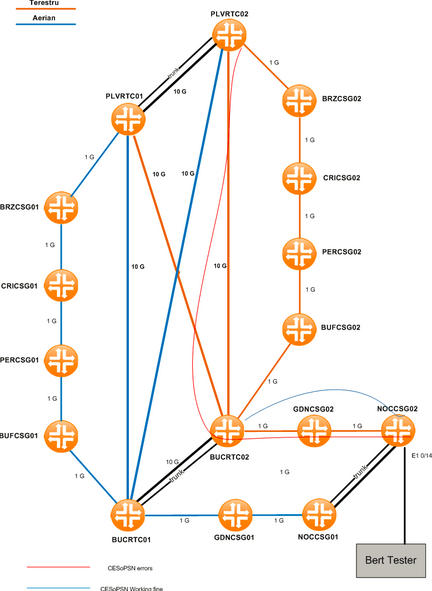 Terestru
Aerian
PLVRTC02
1 G
trunk
10 G
PLVRTC01
BRZCSG02
1 G
1 G
10 G
10 G
CRICSG02
BRZCSG01
1 G
1 G
PERCSG02
10 G
10 G
CRICSG01
1 G
1 G
BUFCSG02
PERCSG01
1 G
1 G
GDNCSG02
NOCCSG02
BUFCSG01
1 G
1 G
BUCRTC02
E1 0/14
10 G
trunk
1 G
trunk
1 G
1 G
1 G
BUCRTC01
GDNCSG01
NOCCSG01
Bert Tester
CESoPSN errors
CESoPSN Working fine